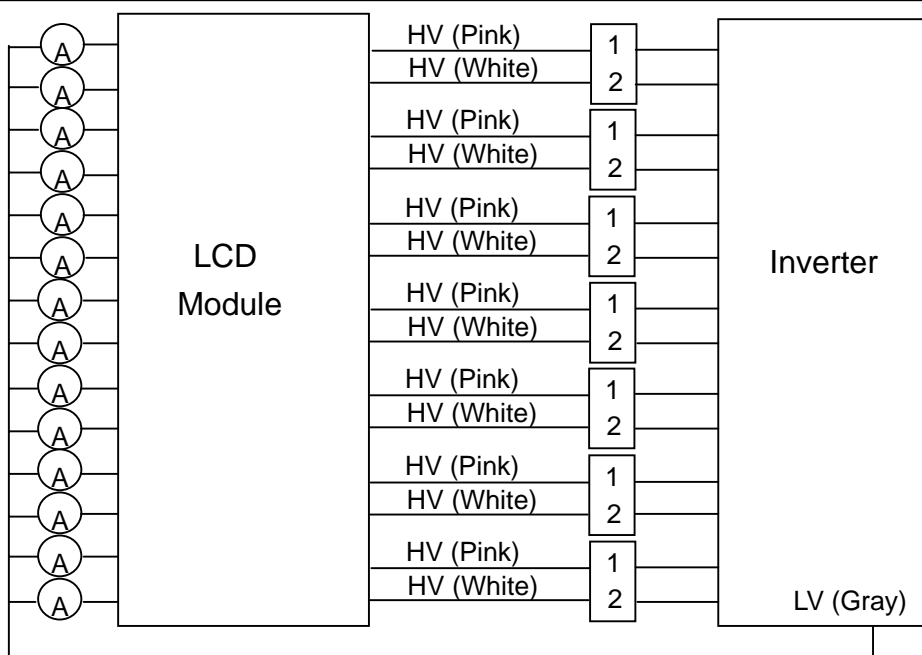 A
A
A
A
A
A
A
A
A
A
A
A
A
A
LCD
Module
HV (Pink)
HV (White)
1
2
HV (Pink)
HV (White)
1
2
HV (Pink)
HV (White)
1
2
HV (Pink)
HV (White)
1
2
HV (Pink)
HV (White)
1
2
HV (Pink)
HV (White)
1
2
HV (Pink)
HV (White)
1
2
Inverter
LV (Gray)